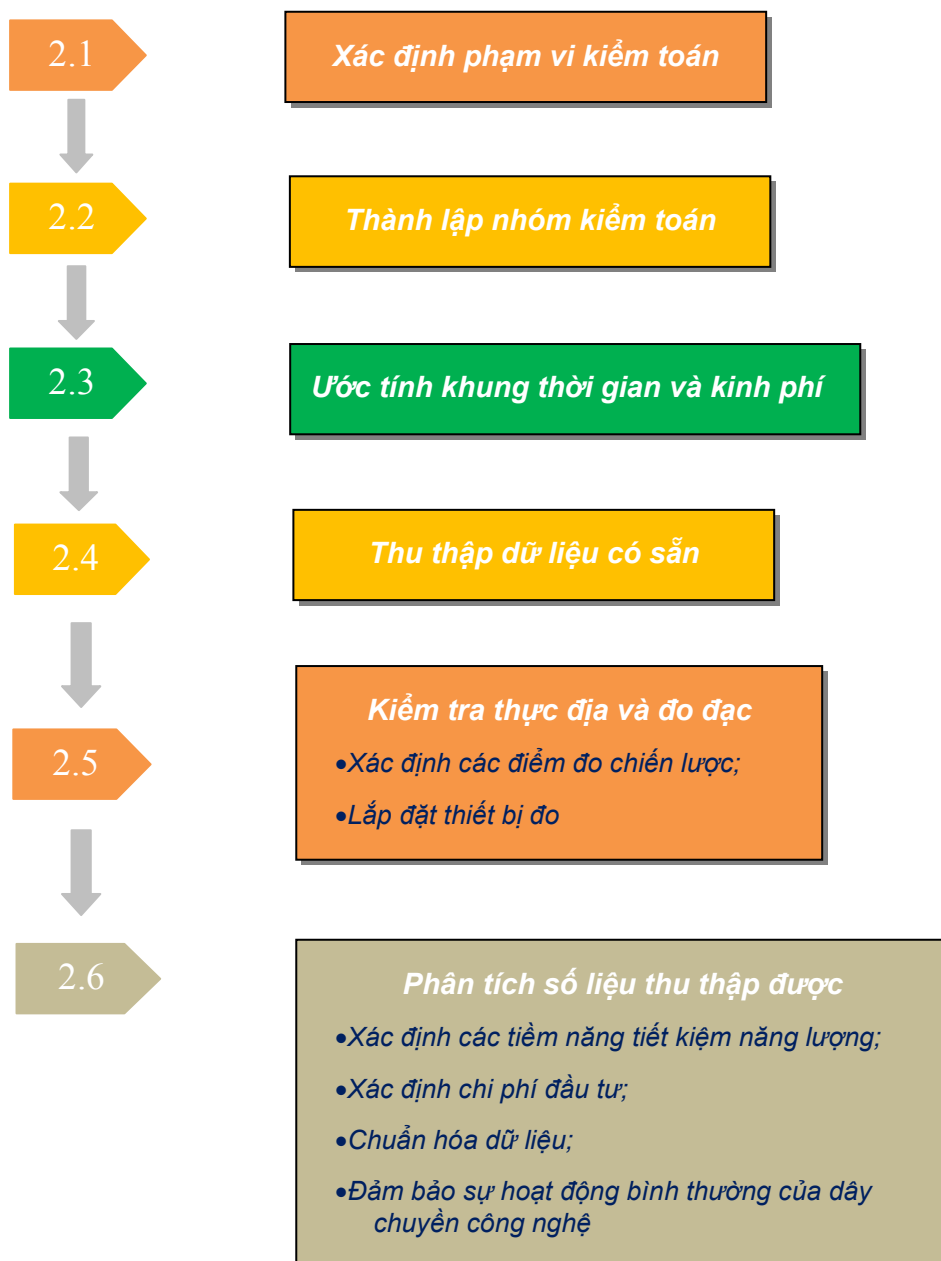 2.1
Xác định phạm vi kiểm toán
2.2
Thành lập nhóm kiểm toán
2.3
Ước tính khung thời gian và kinh phí
2.4
Thu thập dữ liệu có sẵn
2.5
Kiểm tra thực địa và đo đạc
•Xác định các điểm đo chiến lược;
•Lắp đặt thiết bị đo
2.6
Phân tích số liệu thu thập được
•Xác định các tiềm năng tiết kiệm năng lượng;
•Xác định chi phí đầu tư;
•Chuẩn hóa dữ liệu;
•Đảm bảo sự hoạt động bình thường của dây
chuyền công nghệ